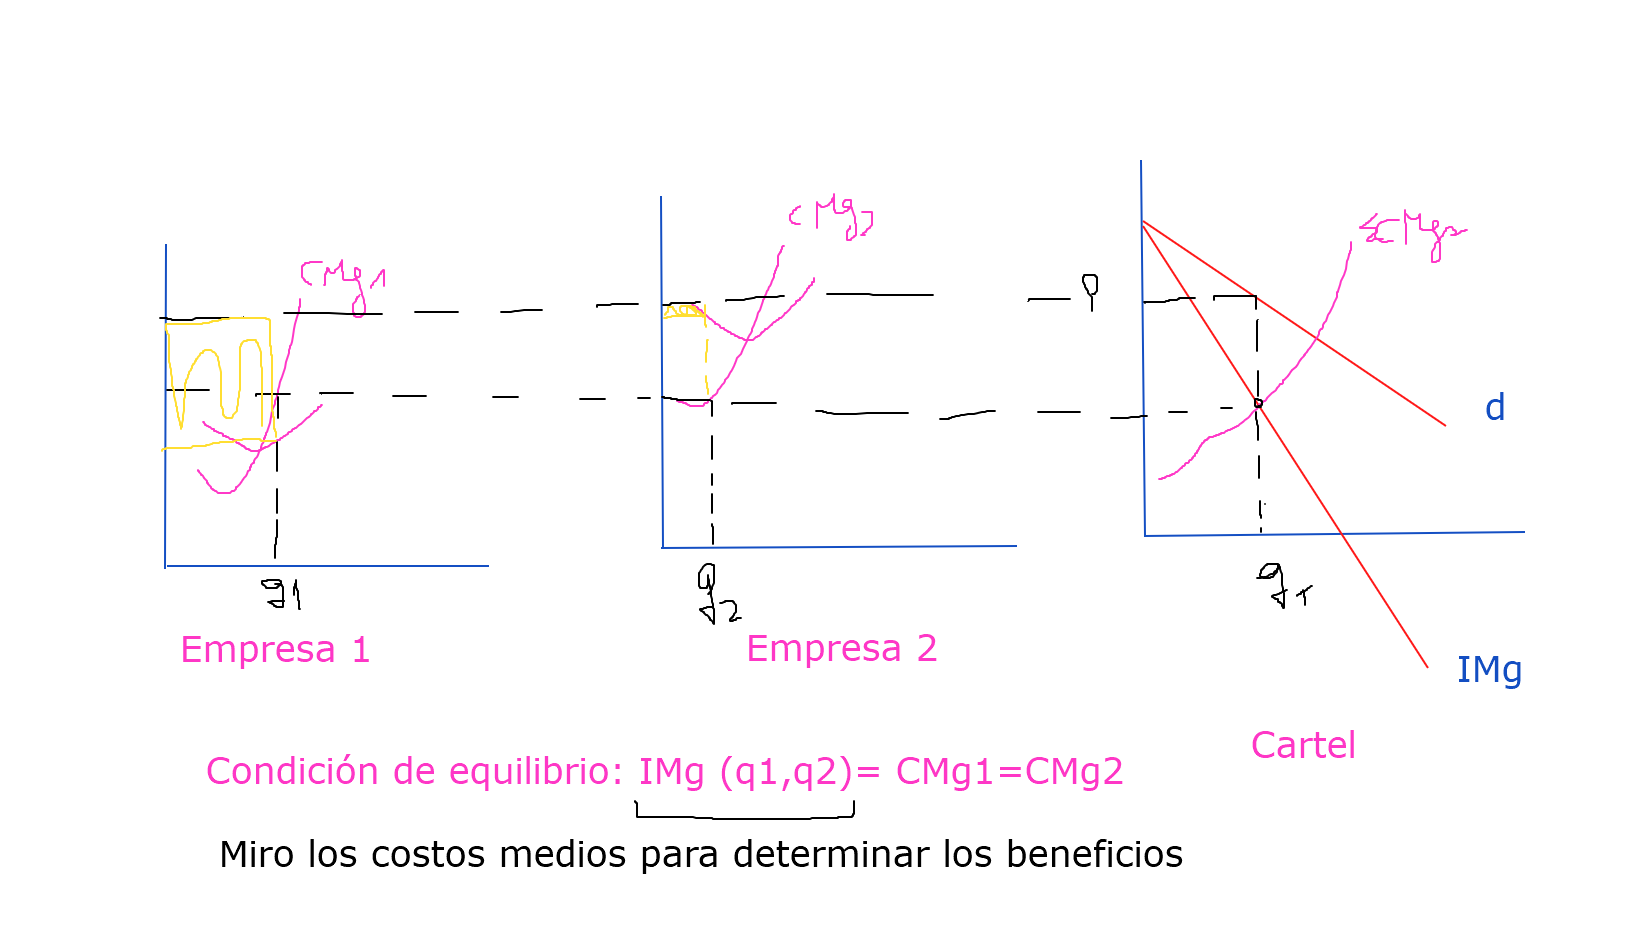 CMg1
CMg2
ΣCMg
P
d
q1
q2
qT
Empresa 1
Empresa 2
IMg
Cartel
Condición de equilibrio: IMg (q1,q2)= CMg1=CMg2
Miro los costos medios para determinar los beneficios